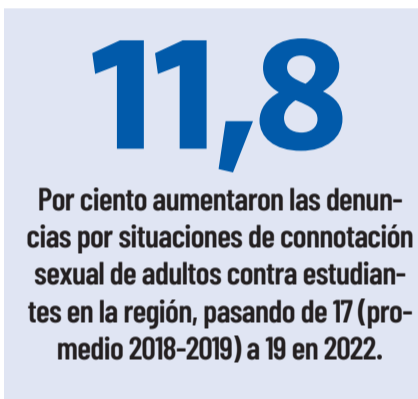 11,8
Por ciento aumentaron las denun-
cias por situaciones de connotación
sexual de adultos contra estudian-
tes en la región, pasando de 17 (pro-
medio 2018-2019) a 19 en 2022.